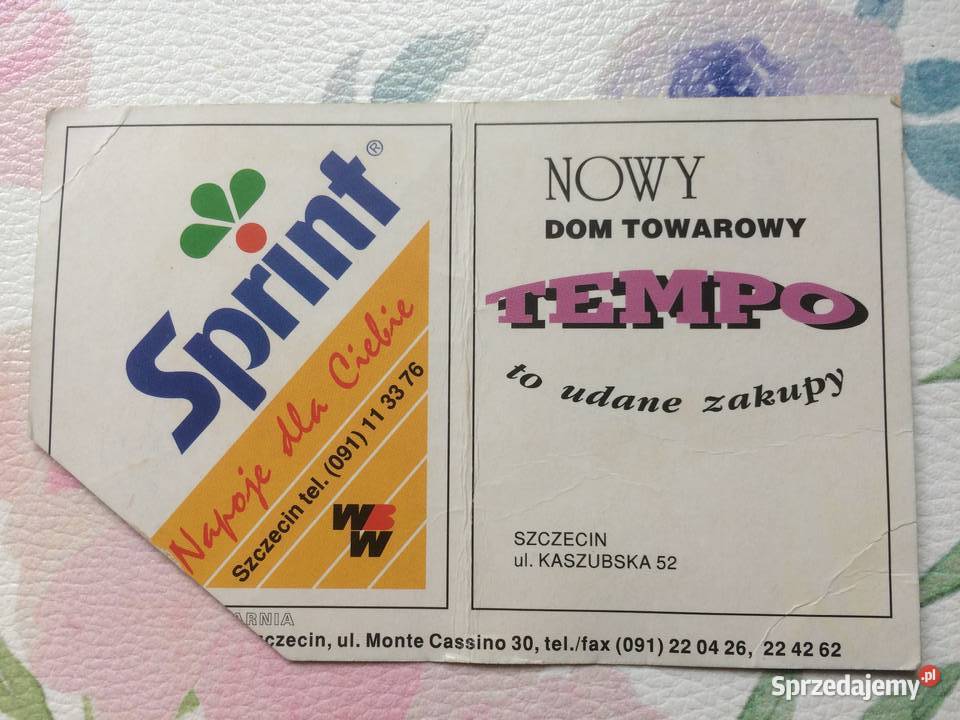 Sprint®
Napoje dla Ciebie
Szczecin tel. (091) 11 33 76
WBW
NOWY
DOM TOWAROWY
TEMPO
to udane zakupy
SZCZECIN
ul. KASZUBSKA 52
ARNIA
zczecin, ul. Monte Cassino 30, tel./fax (091) 22 04 26, 22 42 62
Sprzedajemy.pl